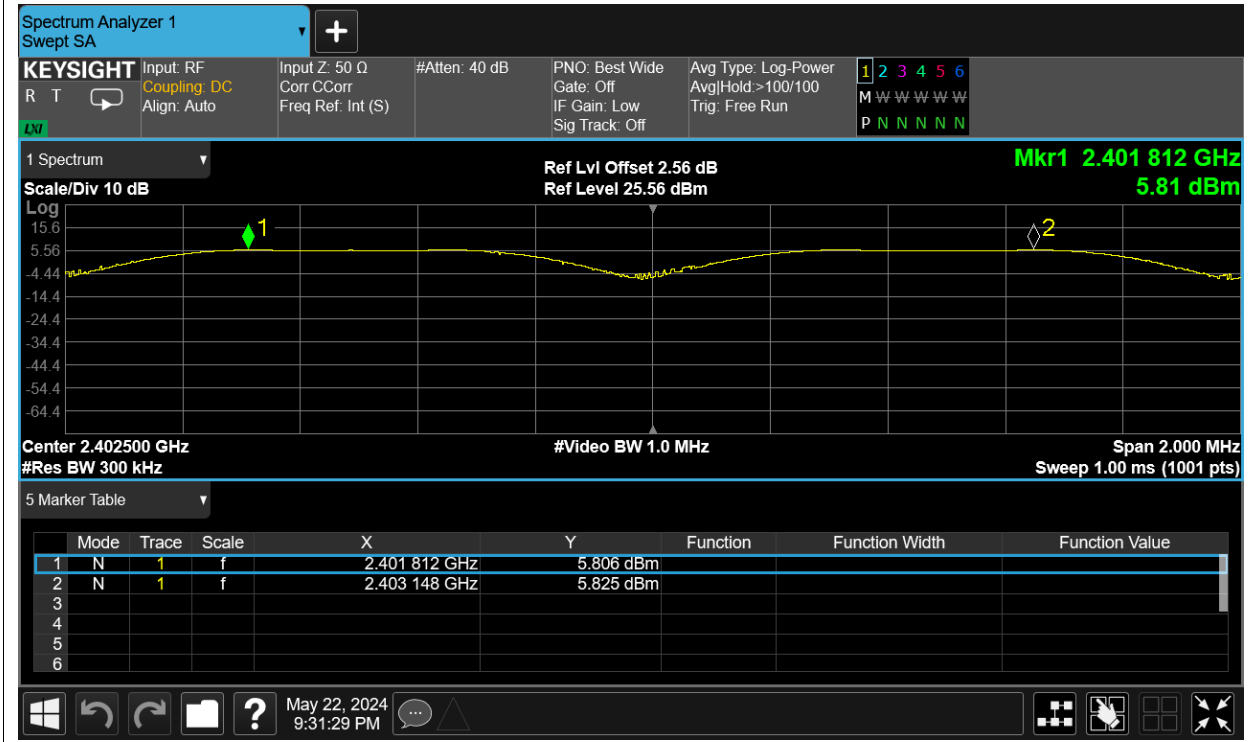 Spectrum Analyzer 1
Swept SA
+
KEYSIGHT
R T
LXI
Input: RF
Coupling: DC
Align: Auto
Input Z: 50 Ω
Corr CCorr
Freq Ref: Int (S)
#Atten: 40 dB
PNO: Best Wide
Gate: Off
IF Gain: Low
Sig Track: Off
Avg Type: Log-Power
Avg|Hold:>100/100
Trig: Free Run
1 2 3 4 5 6
M W W W W W
P N N N N N
1 Spectrum
Scale/Div 10 dB
Ref Lvl Offset 2.56 dB
Ref Level 25.56 dBm
Mkr1 2.401 812 GHz
5.81 dBm
Log
15.6
5.56
-4.44
-14.4
-24.4
-34.4
-44.4
-54.4
-64.4
1
2
Center 2.402500 GHz
#Video BW 1.0 MHz
Span 2.000 MHz
#Res BW 300 kHz
Sweep 1.00 ms (1001 pts)
5 Marker Table
Mode Trace Scale X Y Function Function Width Function Value
1 N 1 f 2.401 812 GHz 5.806 dBm
2 N 1 f 2.403 148 GHz 5.825 dBm
3
4
5
6
?
May 22, 2024
9:31:29 PM